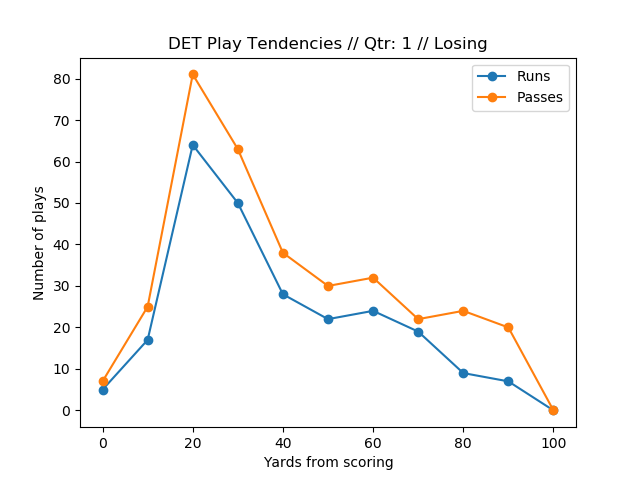 DET Play Tendencies // Qtr: 1 // Losing
Runs
Passes
Number of plays
80
70
60
50
40
30
20
10
0
0 20 40 60 80 100
Yards from scoring